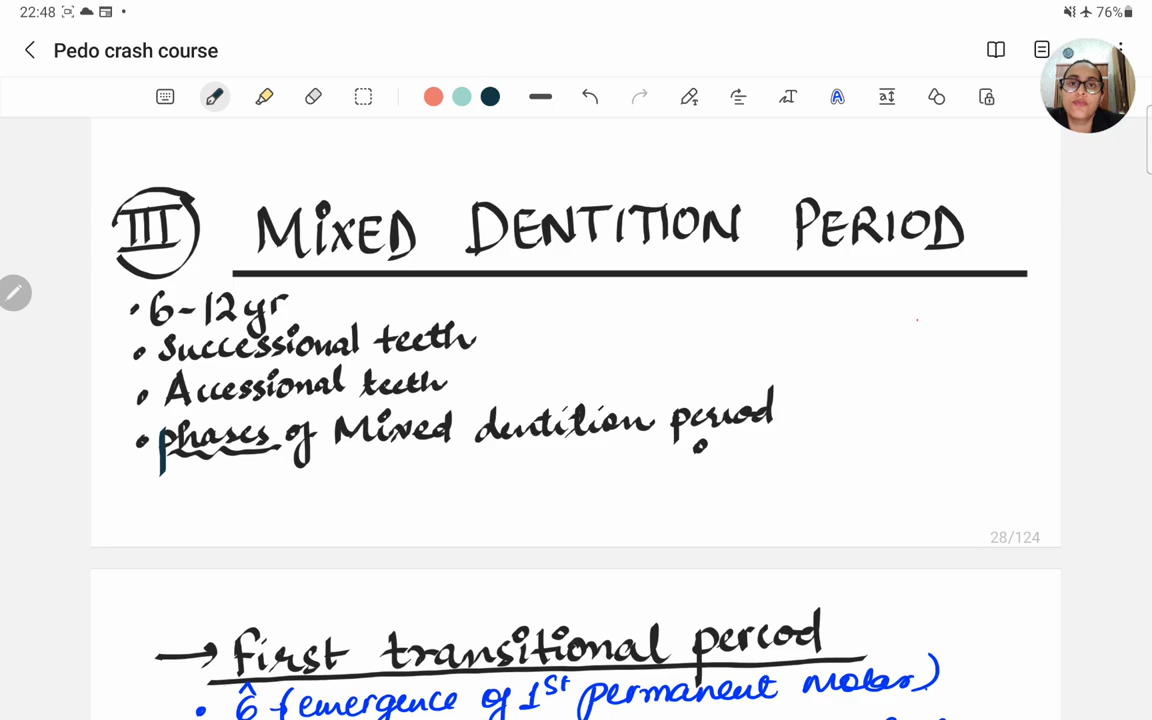 22:48
76%
Pedo crash course
III MiXED DENTITION PERIOD
• 6-12yr
• Successional teeth
• Accessional teeth
• phases of Mixed dentition period
28/124
→ First transitional period
• 6 (emergence of 1st permanent molar)